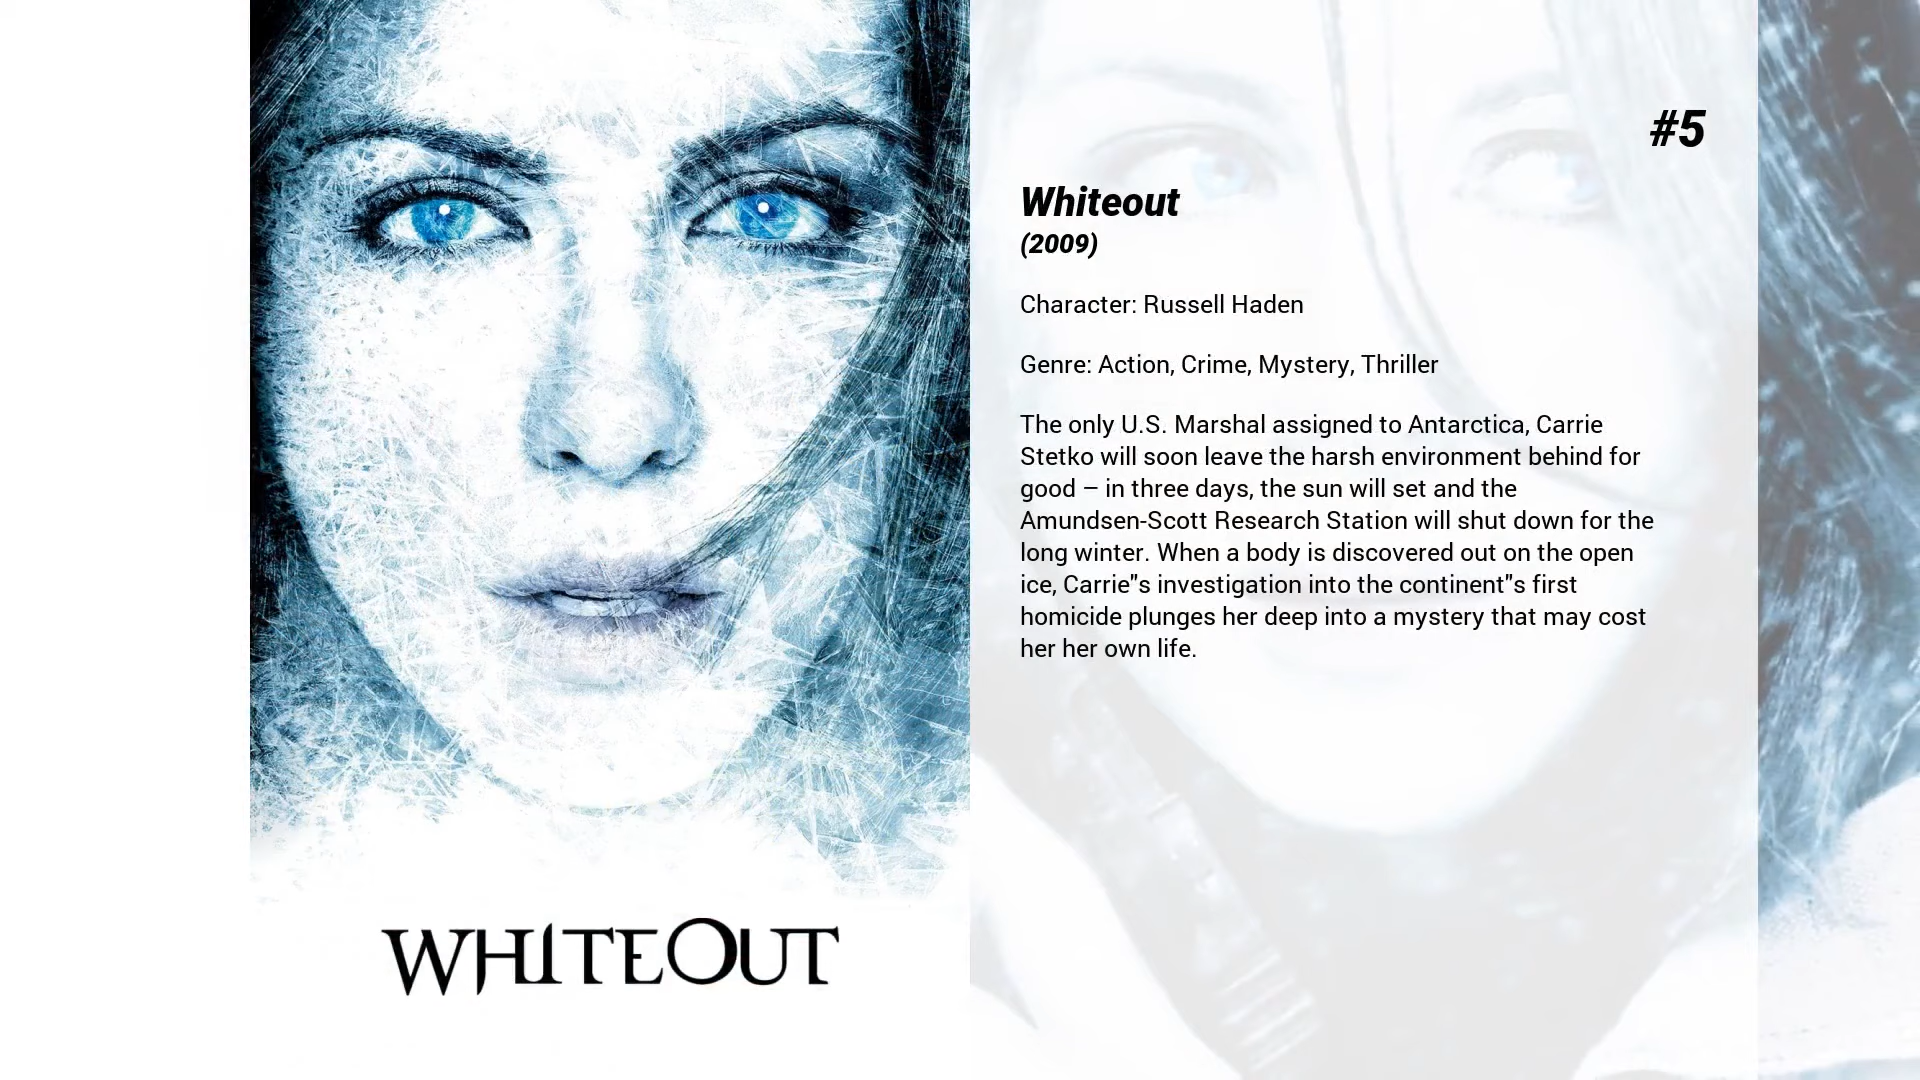 #5
Whiteout
(2009)
Character: Russell Haden
Genre: Action, Crime, Mystery, Thriller
The only U.S. Marshal assigned to Antarctica, Carrie
Stetko will soon leave the harsh environment behind for
good – in three days, the sun will set and the
Amundsen-Scott Research Station will shut down for the
long winter. When a body is discovered out on the open
ice, Carrie"s investigation into the continent"s first
homicide plunges her deep into a mystery that may cost
her her own life.
WHITEOUT